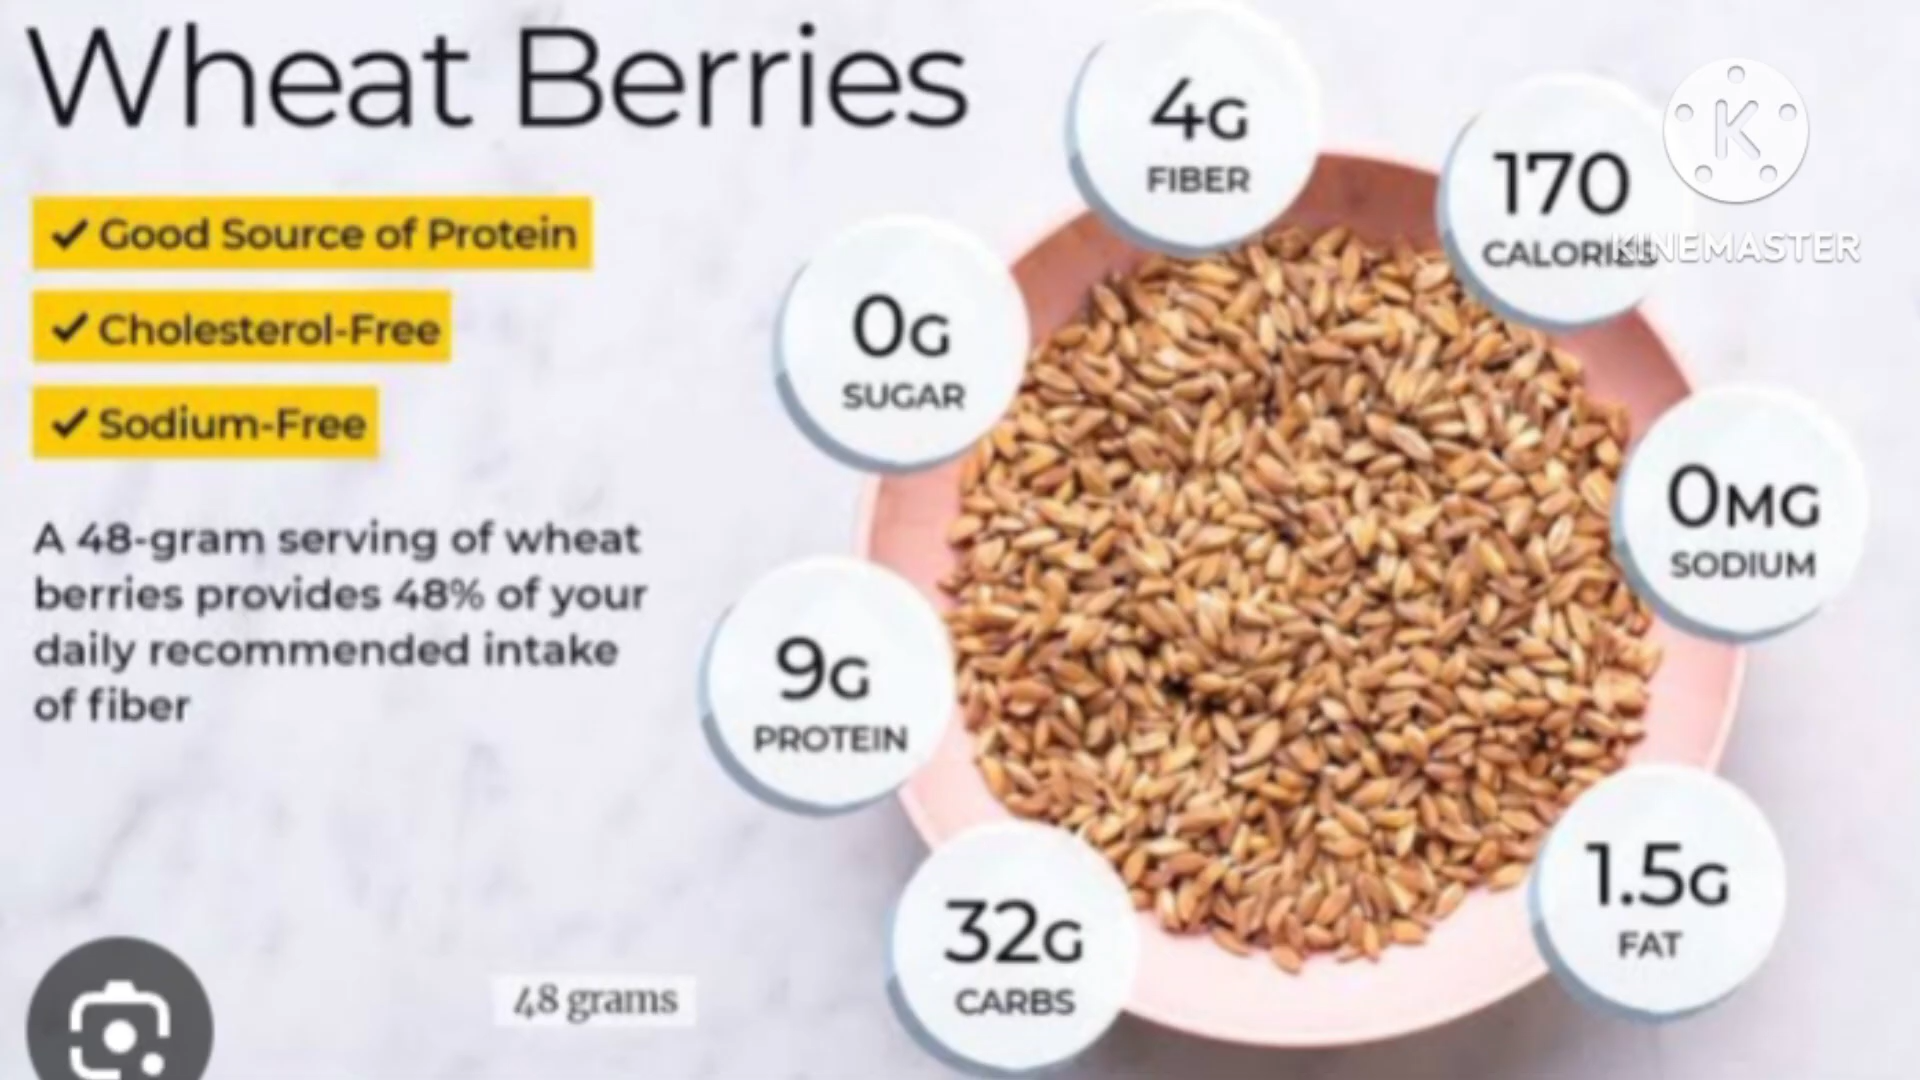 Wheat Berries
✓ Good Source of Protein
✓ Cholesterol-Free
✓ Sodium-Free
A 48-gram serving of wheat
berries provides 48% of your
daily recommended intake
of fiber
48 grams
4G
FIBER
170
CALORIES
0G
SUGAR
0MG
SODIUM
9G
PROTEIN
32G
CARBS
1.5G
FAT
K
KINEMASTER